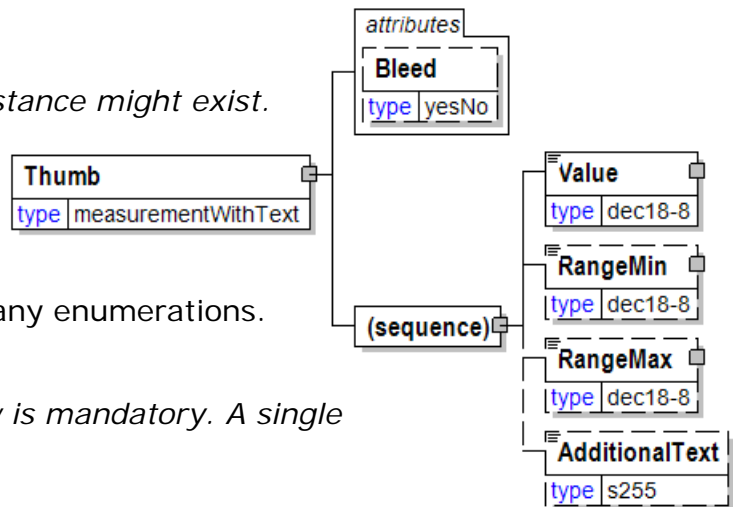 stance might exist.
any enumerations.
is mandatory. A single
Thumb
type measurementWithText
attributes
Bleed
type yesNo
(sequence)
Value
type dec18-8
RangeMin
type dec18-8
RangeMax
type dec18-8
AdditionalText
type s255